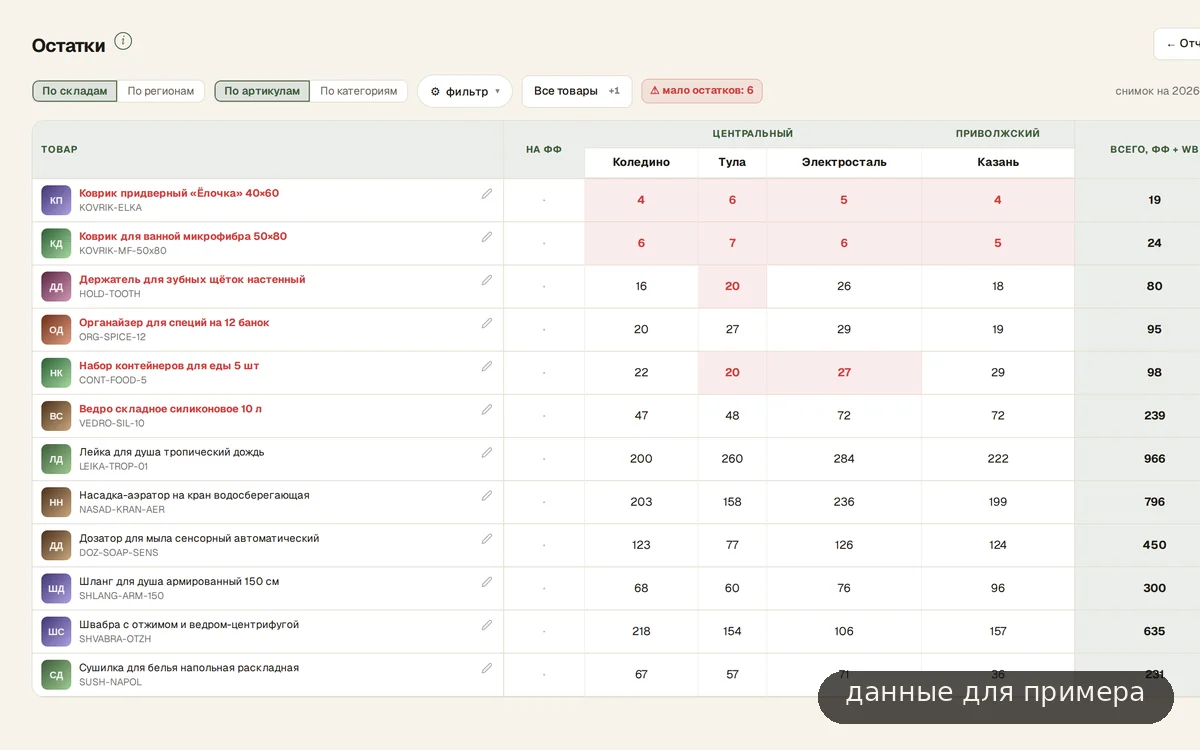 Остатки i
← Отч
По складам По регионам По артикулам По категориям ⚙ фильтр ▾ Все товары +1 ⚠ мало остатков: 6 снимок на 2026
ТОВАР НА ФФ ЦЕНТРАЛЬНЫЙ ПРИВОЛЖСКИЙ ВСЕГО, ФФ + WB
Коледино Тула Электросталь Казань
КП Коврик придверный «Ёлочка» 40×60 - 4 6 5 4 19
KOVRIK-ELKA
КД Коврик для ванной микрофибра 50×80 - 6 7 6 5 24
KOVRIK-MF-50x80
ДД Держатель для зубных щёток настенный - 16 20 26 18 80
HOLD-TOOTH
ОД Органайзер для специй на 12 банок - 20 27 29 19 95
ORG-SPICE-12
НК Набор контейнеров для еды 5 шт - 22 20 27 29 98
CONT-FOOD-5
ВС Ведро складное силиконовое 10 л - 47 48 72 72 239
VEDRO-SIL-10
ЛД Лейка для душа тропический дождь - 200 260 284 222 966
LEIKA-TROP-01
НН Насадка-аэратор на кран водосберегающая - 203 158 236 199 796
NASAD-KRAN-AER
ДД Дозатор для мыла сенсорный автоматический - 123 77 126 124 450
DOZ-SOAP-SENS
ШД Шланг для душа армированный 150 см - 68 60 76 96 300
SHLANG-ARM-150
ШС Швабра с отжимом и ведром-центрифугой - 218 154 106 157 635
SHVABRA-OTZH
СД Сушилка для белья напольная раскладная - 67 57 71 36 231
SUSH-NAPOL
данные для примера